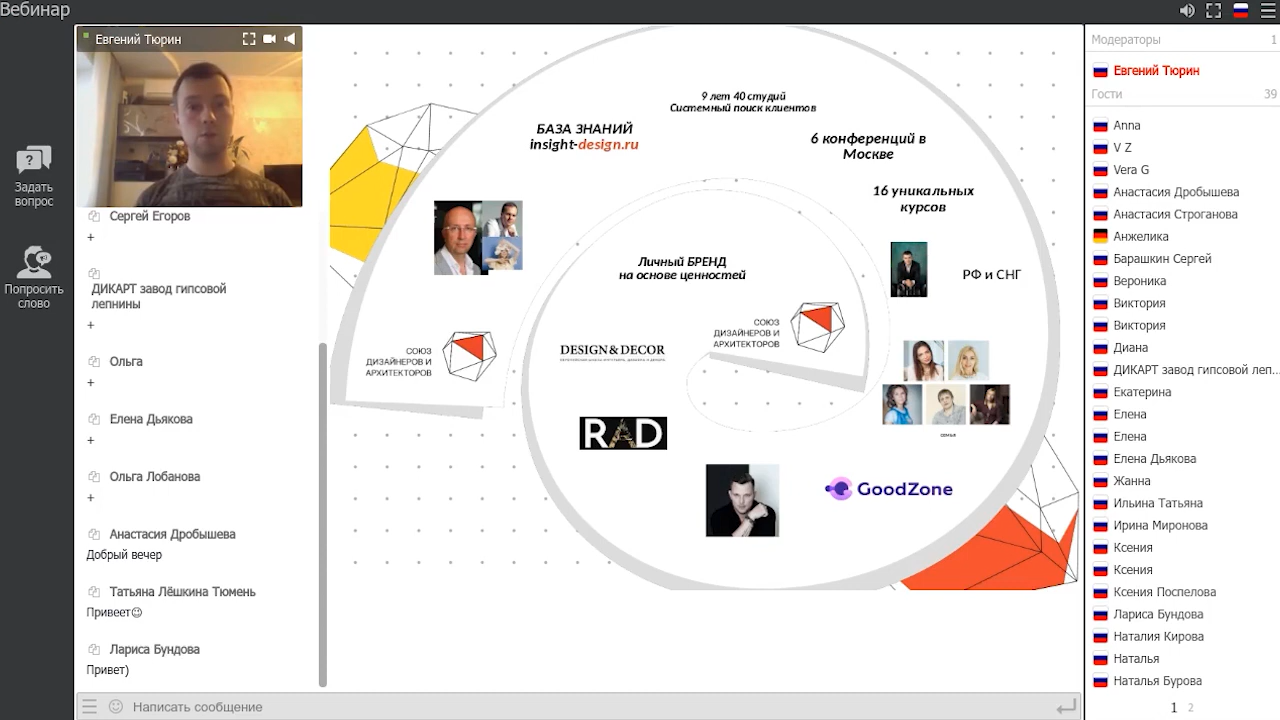 Вебинар
Евгений Тюрин
Задать
вопрос
Попросить
слово
Сергей Егоров
+
ДИКАРТ завод гипсовой
лепнины
+
Ольга
+
Елена Дьякова
+
Ольга Лобанова
+
Анастасия Дробышева
Добрый вечер
Татьяна Лёшкина Тюмень
Привеет☺
Лариса Бундова
Привет)
Написать сообщение
9 лет 40 студий
Системный поиск клиентов
БАЗА ЗНАНИЙ
insight-design.ru
6 конференций в
Москве
16 уникальных
курсов
Личный БРЕНД
на основе ценностей
РФ и СНГ
СОЮЗ
ДИЗАЙНЕРОВ И
АРХИТЕКТОРОВ
DESIGN & DECOR
СОЮЗ
ДИЗАЙНЕРОВ И
АРХИТЕКТОРОВ
RAD
семья
GoodZone
Модераторы 1
Евгений Тюрин
Гости 39
Anna
V Z
Vera G
Анастасия Дробышева
Анастасия Строганова
Анжелика
Барашкин Сергей
Вероника
Виктория
Виктория
Диана
ДИКАРТ завод гипсовой леп...
Екатерина
Елена
Елена
Елена Дьякова
Жанна
Ильина Татьяна
Ирина Миронова
Ксения
Ксения
Ксения Поспелова
Лариса Бундова
Наталия Кирова
Наталья
Наталья Бурова
1 2